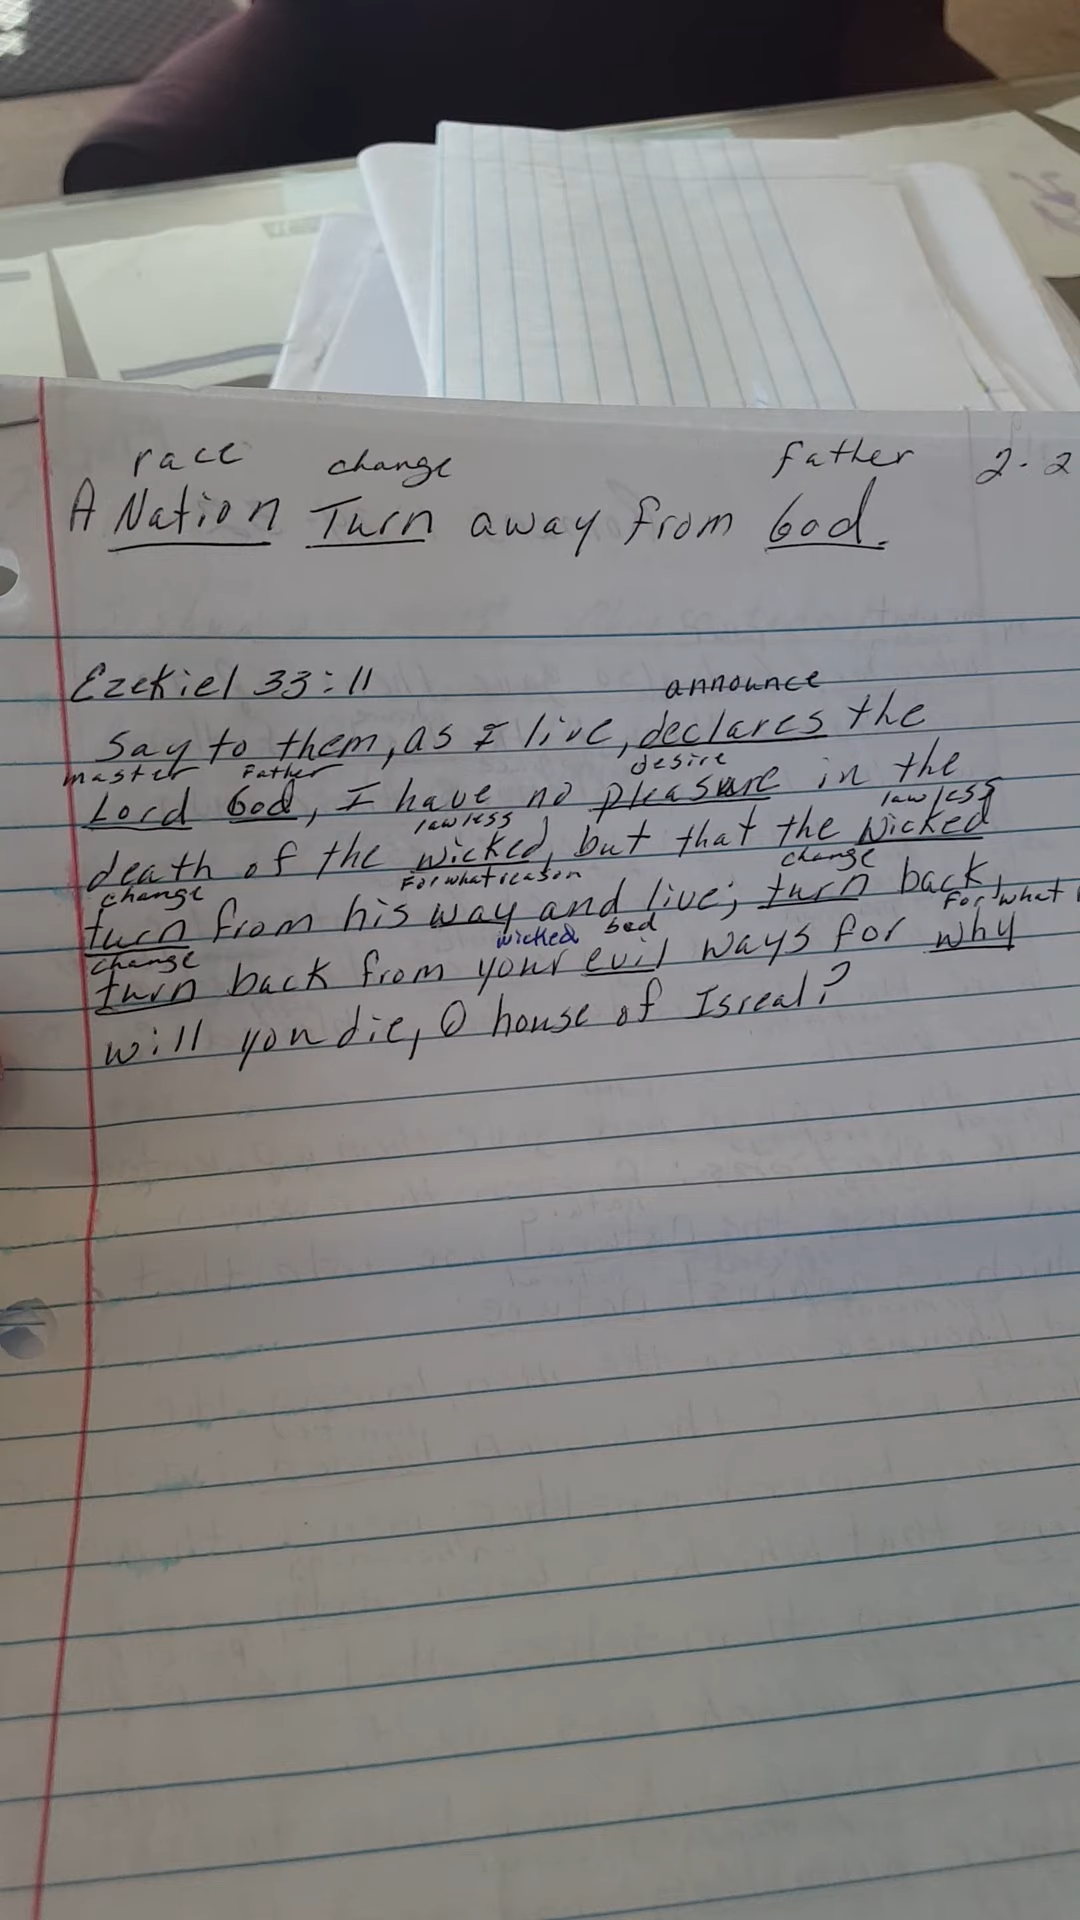 race change father 2-2
A Nation Turn away from God.
Ezekiel 33:11
announce
Say to them, as I live, declares the
master Father desire
Lord God, I have no pleasure in the
lawless lawless
death of the wicked, but that the wicked
change For what reason change
turn from his way and live; turn back,
change wicked bad For what
turn back from your evil ways for why
will you die, O house of Isreal?